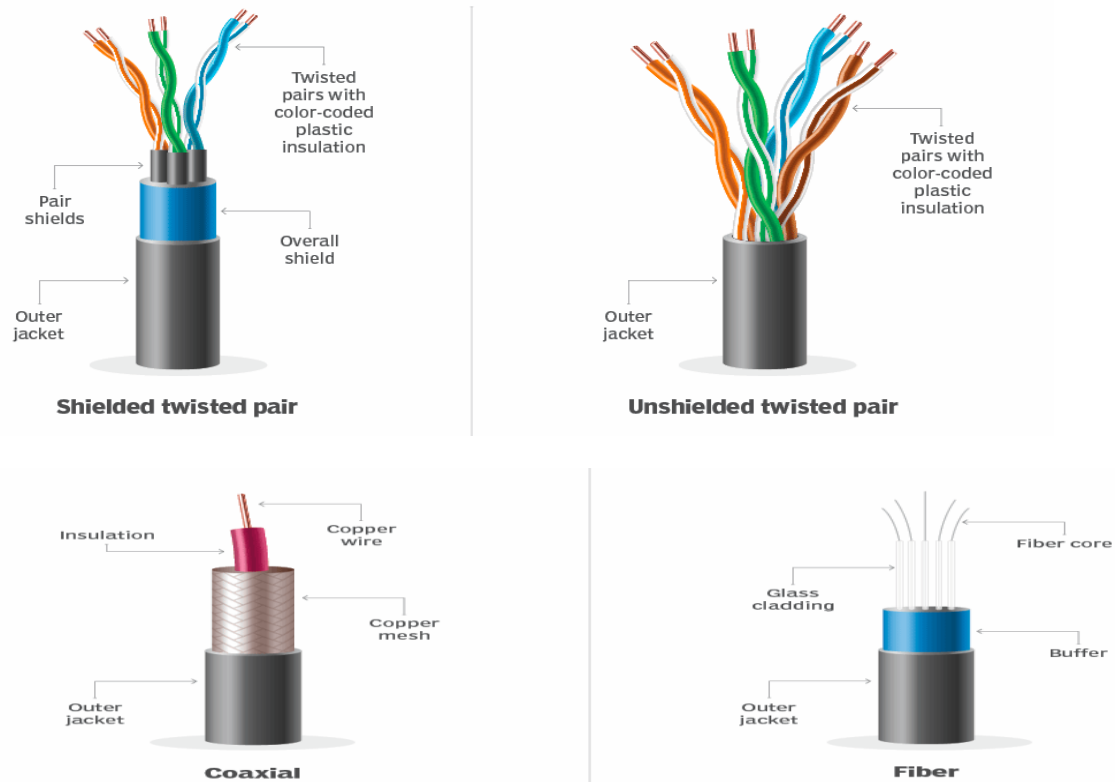 Twisted
pairs with
color-coded
plastic
insulation
Pair
shields
Overall
shield
Outer
jacket
Shielded twisted pair
Twisted
pairs with
color-coded
plastic
insulation
Outer
jacket
Unshielded twisted pair
Copper
wire
Insulation
Copper
mesh
Outer
jacket
Coaxial
Fiber core
Glass
cladding
Buffer
Outer
jacket
Fiber